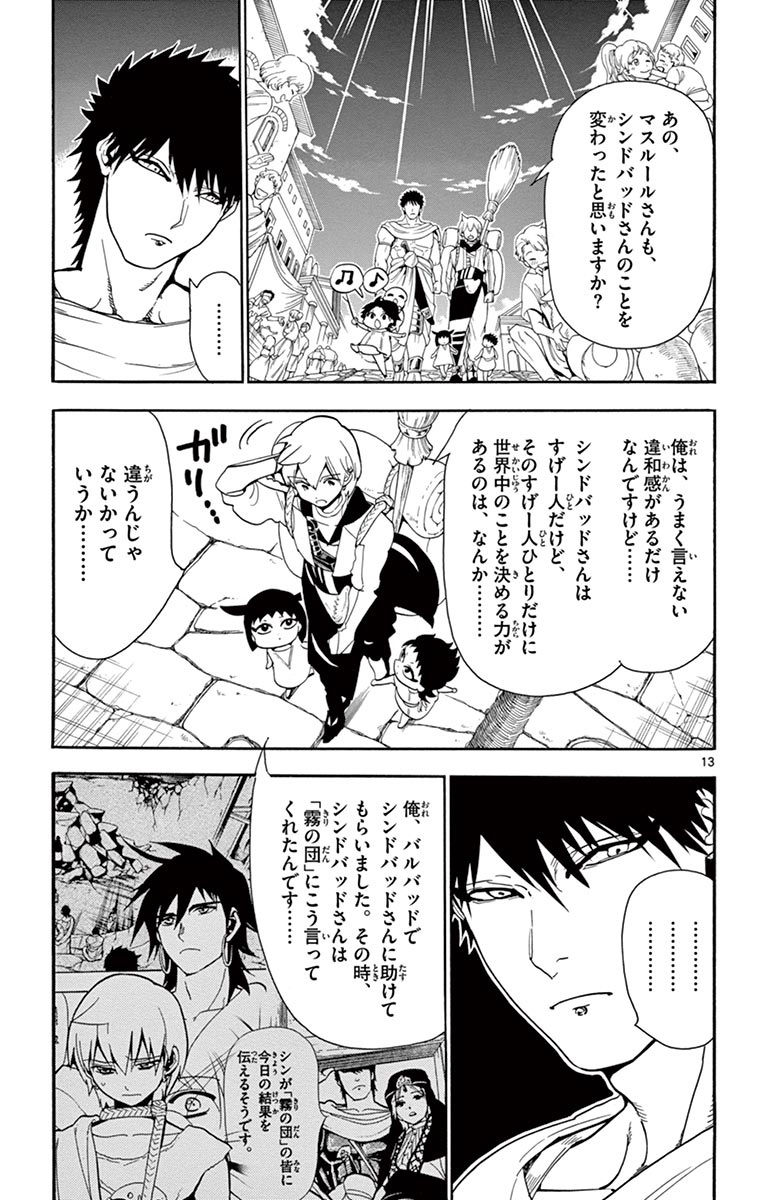 あの、
マスルールさんも、
シンドバッドさんのことを
変わったと思いますか？
………
俺は、うまく言えない
違和感があるだけ
なんですけど……
シンドバッドさんは
すげー人だけど、
そのすげー人ひとりだけに
世界中のことを決める力が
あるのは、なんか…………
ガリ…
違うんじゃ
ないかって
いうか…………
13
…………
…………
俺、バルバッドで
シンドバッドさんに助けて
もらいました。その時、
シンドバッドさんは
「霧の団」にこう言って
くれたんです……
シンが「霧の団」の皆に
今日の結果を
伝えるそうです。